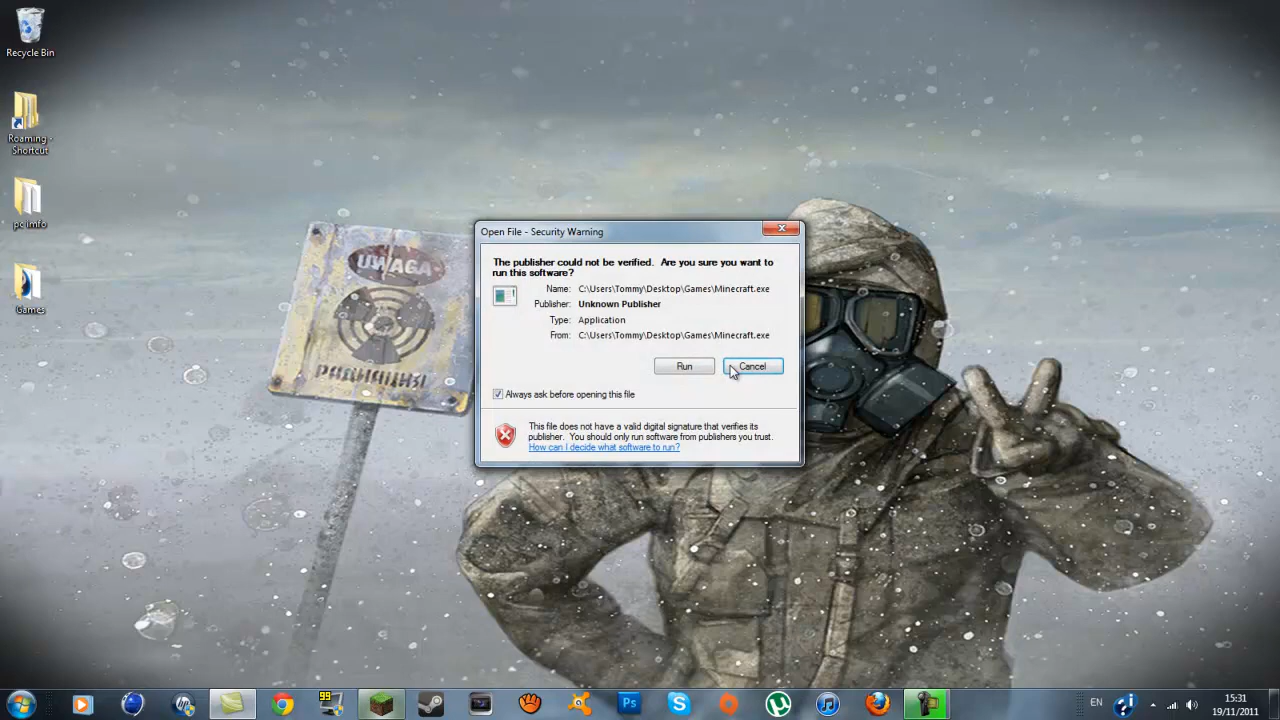 Recycle Bin
Roaming -
Shortcut
pc imfo
Games
UWAGA
Open File - Security Warning
The publisher could not be verified.  Are you sure you want to
run this software?
Name: C:\Users\Tommy\Desktop\Games\Minecraft.exe
Publisher: Unknown Publisher
Type: Application
From: C:\Users\Tommy\Desktop\Games\Minecraft.exe
Run Cancel
Always ask before opening this file
This file does not have a valid digital signature that verifies its
publisher.  You should only run software from publishers you trust.
How can I decide what software to run?
99
Ps
EN
15:31
19/11/2011